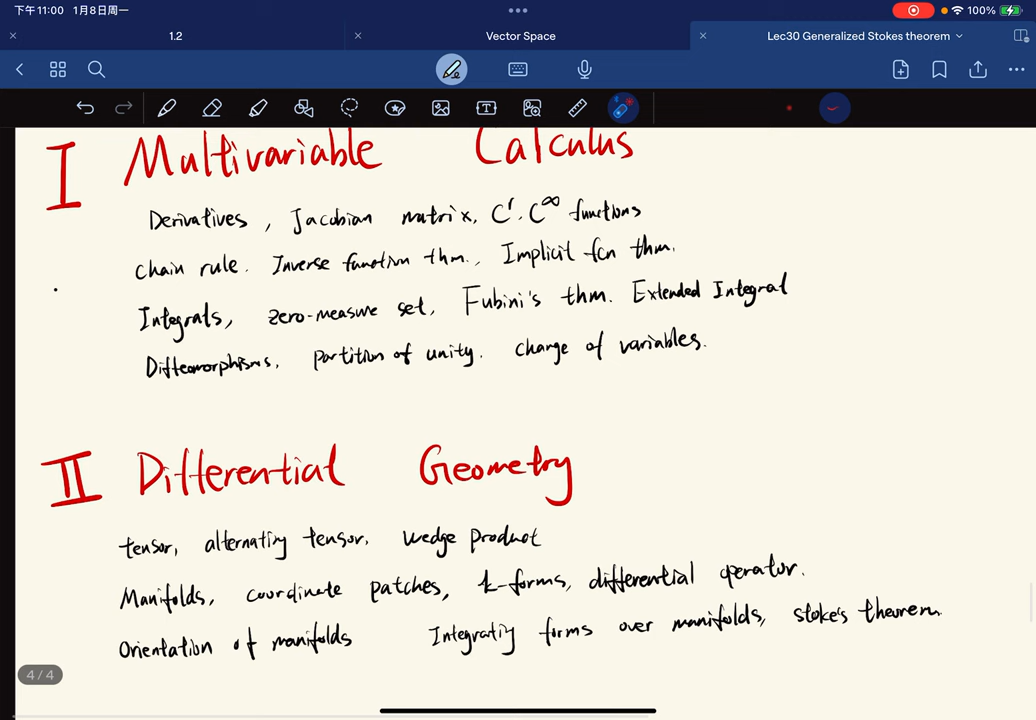 下午11:00 1月8日周一
100%
1.2
Vector Space
Lec30 Generalized Stokes theorem
I Multivariable Calculus
Derivatives, Jacobian matrix, C^r, C^∞ functions
Chain rule. Inverse function thm., Implicit fcn thm.
Integrals, zero-measure set, Fubini's thm. Extended Integral
Diffeomorphisms, partition of unity. change of variables.
II Differential Geometry
tensor, alternating tensor, wedge product
Manifolds, coordinate patches, k-forms, differential operator.
Orientation of manifolds Integrating forms over manifolds, stoke's theorem
4 / 4